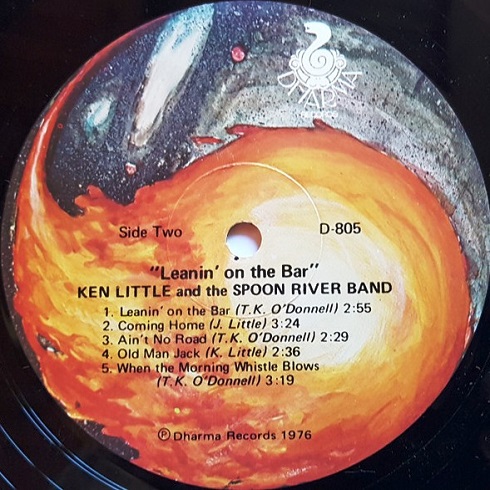 DHARMA
Side Two
D-805
"Leanin' on the Bar"
KEN LITTLE and the SPOON RIVER BAND
1. Leanin' on the Bar (T.K. O'Donnell) 2:55
2. Coming Home (J. Little) 3:24
3. Ain't No Road (T.K. O'Donnell) 2:29
4. Old Man Jack (K. Little) 2:36
5. When the Morning Whistle Blows
(T.K. O'Donnell) 3:19
Ⓟ Dharma Records 1976